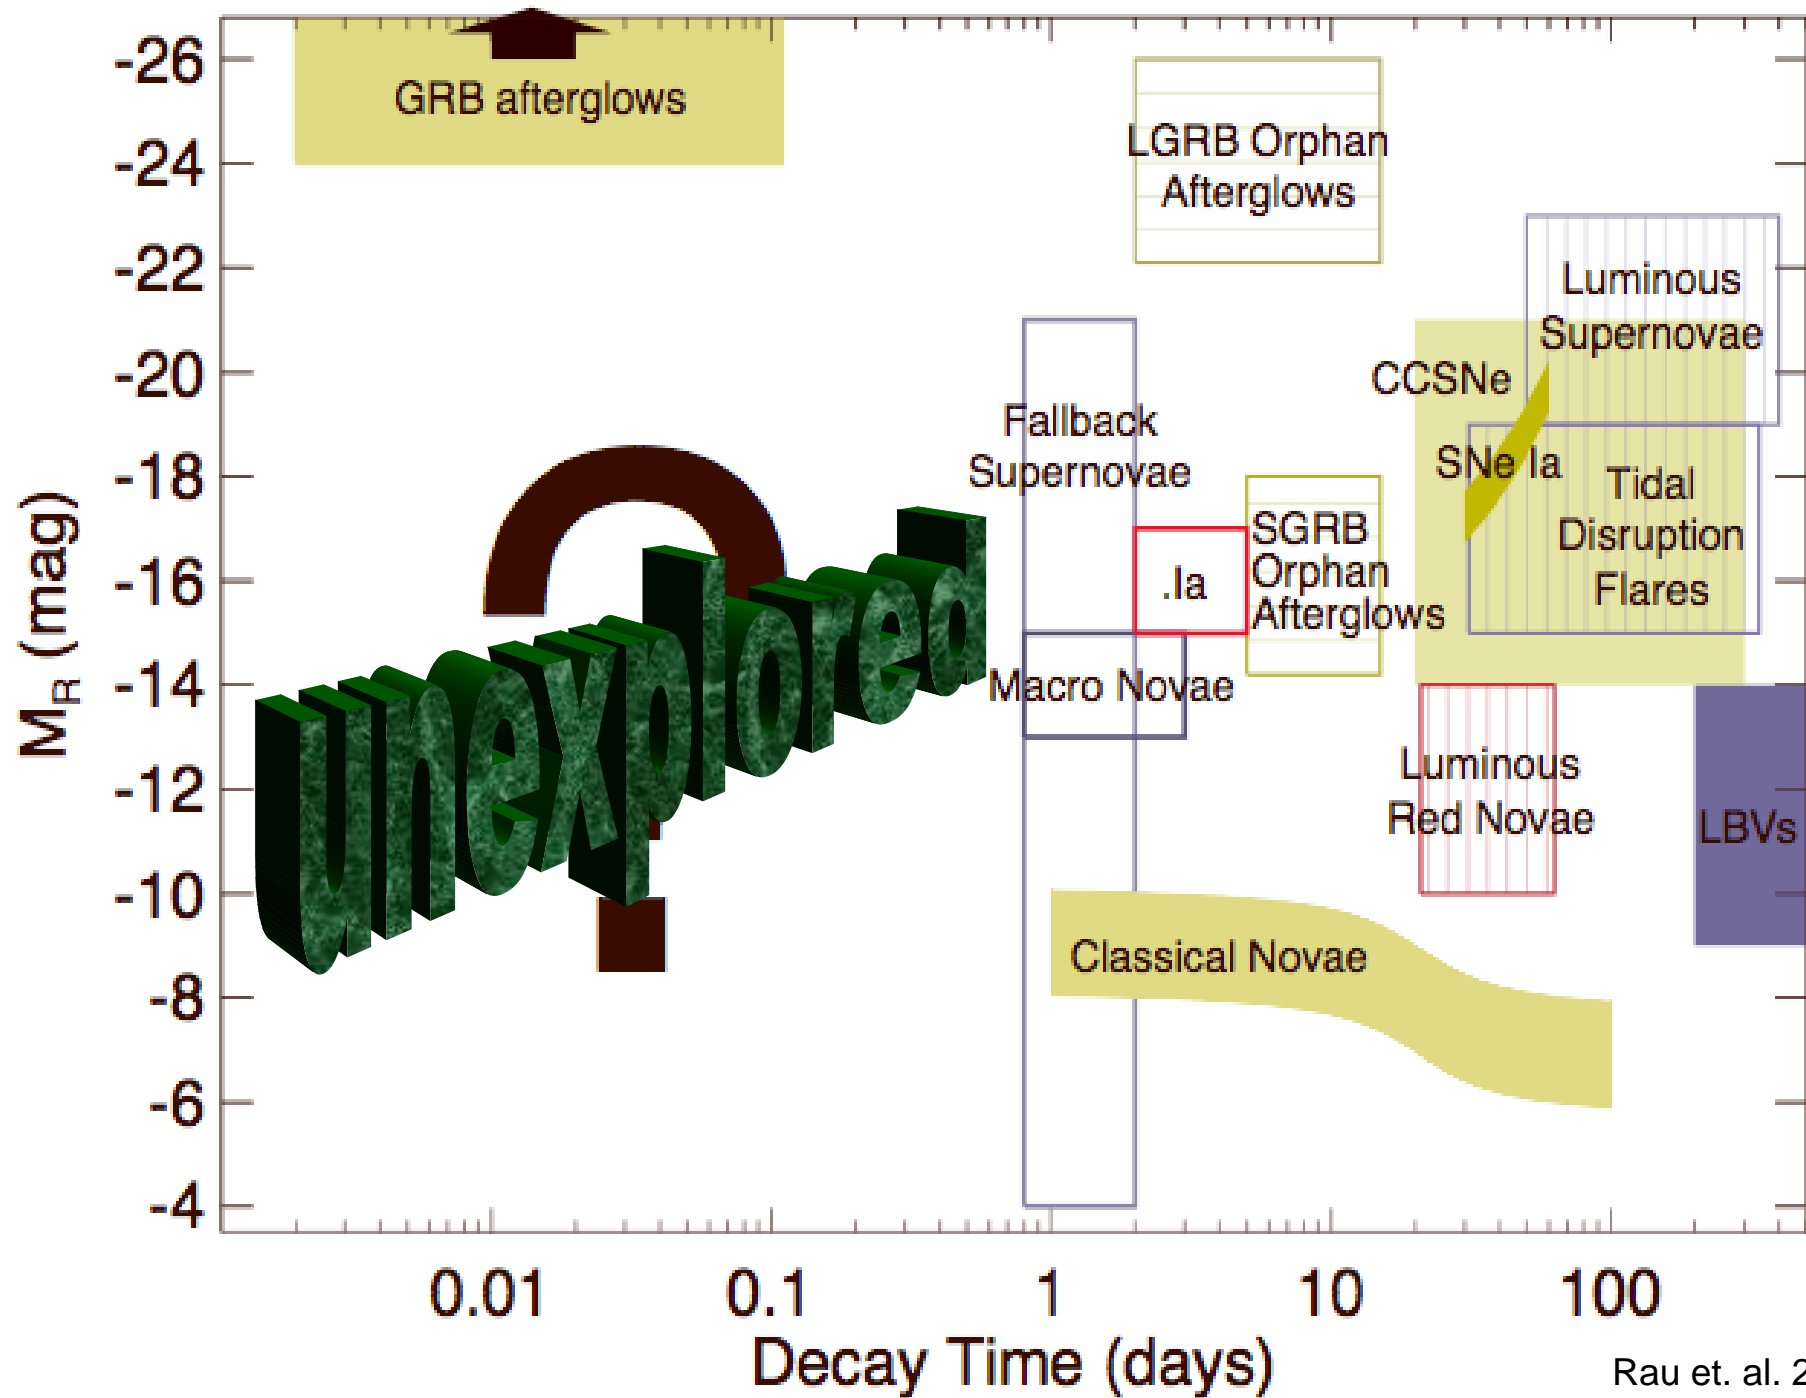 -26
-24
-22
-20
-18
-16
-14
-12
-10
-8
-6
-4
M_R (mag)
GRB afterglows
LGRB Orphan
Afterglows
Luminous
Supernovae
CCSNe
Fallback
Supernovae
SNe Ia
Tidal
Disruption
Flares
SGRB
Orphan
Afterglows
.Ia
?
unexplored
Macro Novae
Luminous
Red Novae
LBVs
Classical Novae
0.01 0.1 1 10 100
Decay Time (days)
Rau et. al. 2